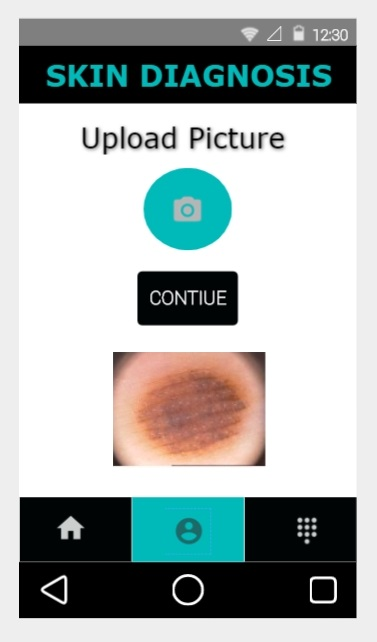 12:30
SKIN DIAGNOSIS
Upload Picture
CONTIUE